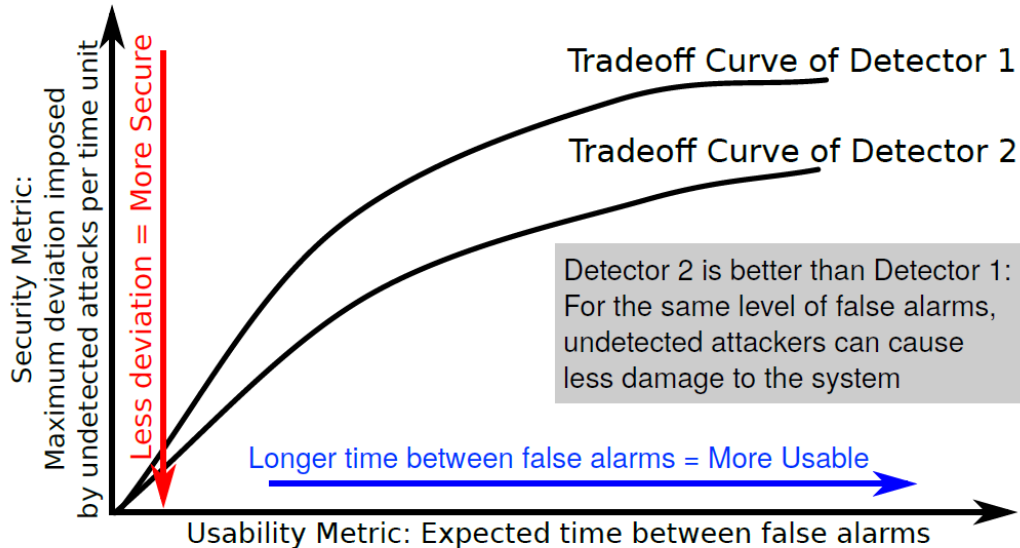 Security Metric:
Maximum deviation imposed
by undetected attacks per time unit
Less deviation = More Secure
Tradeoff Curve of Detector 1
Tradeoff Curve of Detector 2
Detector 2 is better than Detector 1:
For the same level of false alarms,
undetected attackers can cause
less damage to the system
Longer time between false alarms = More Usable
Usability Metric: Expected time between false alarms